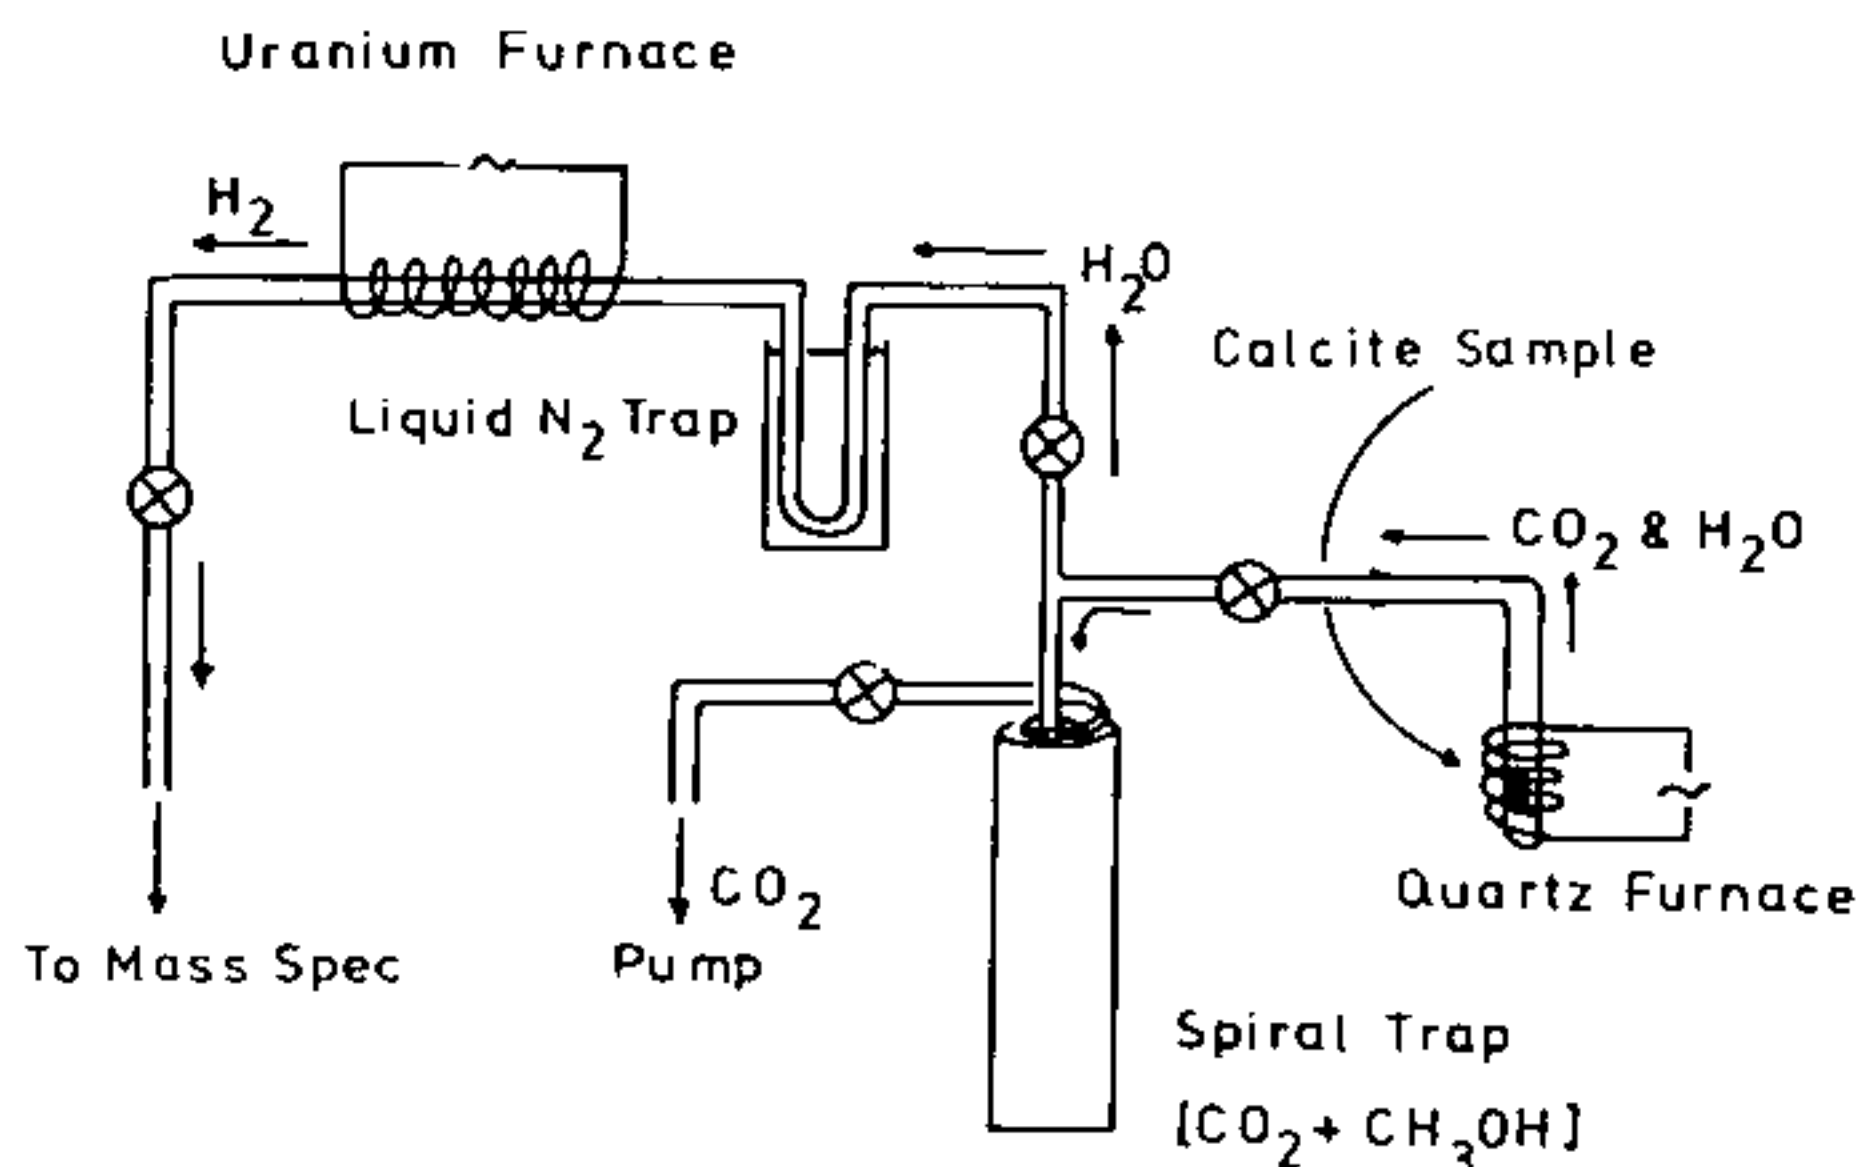 Uranium Furnace
H₂
H₂O
Calcite Sample
Liquid N₂ Trap
CO₂ & H₂O
CO₂
Quartz Furnace
To Mass Spec
Pump
Spiral Trap
[CO₂ + CH₃OH]